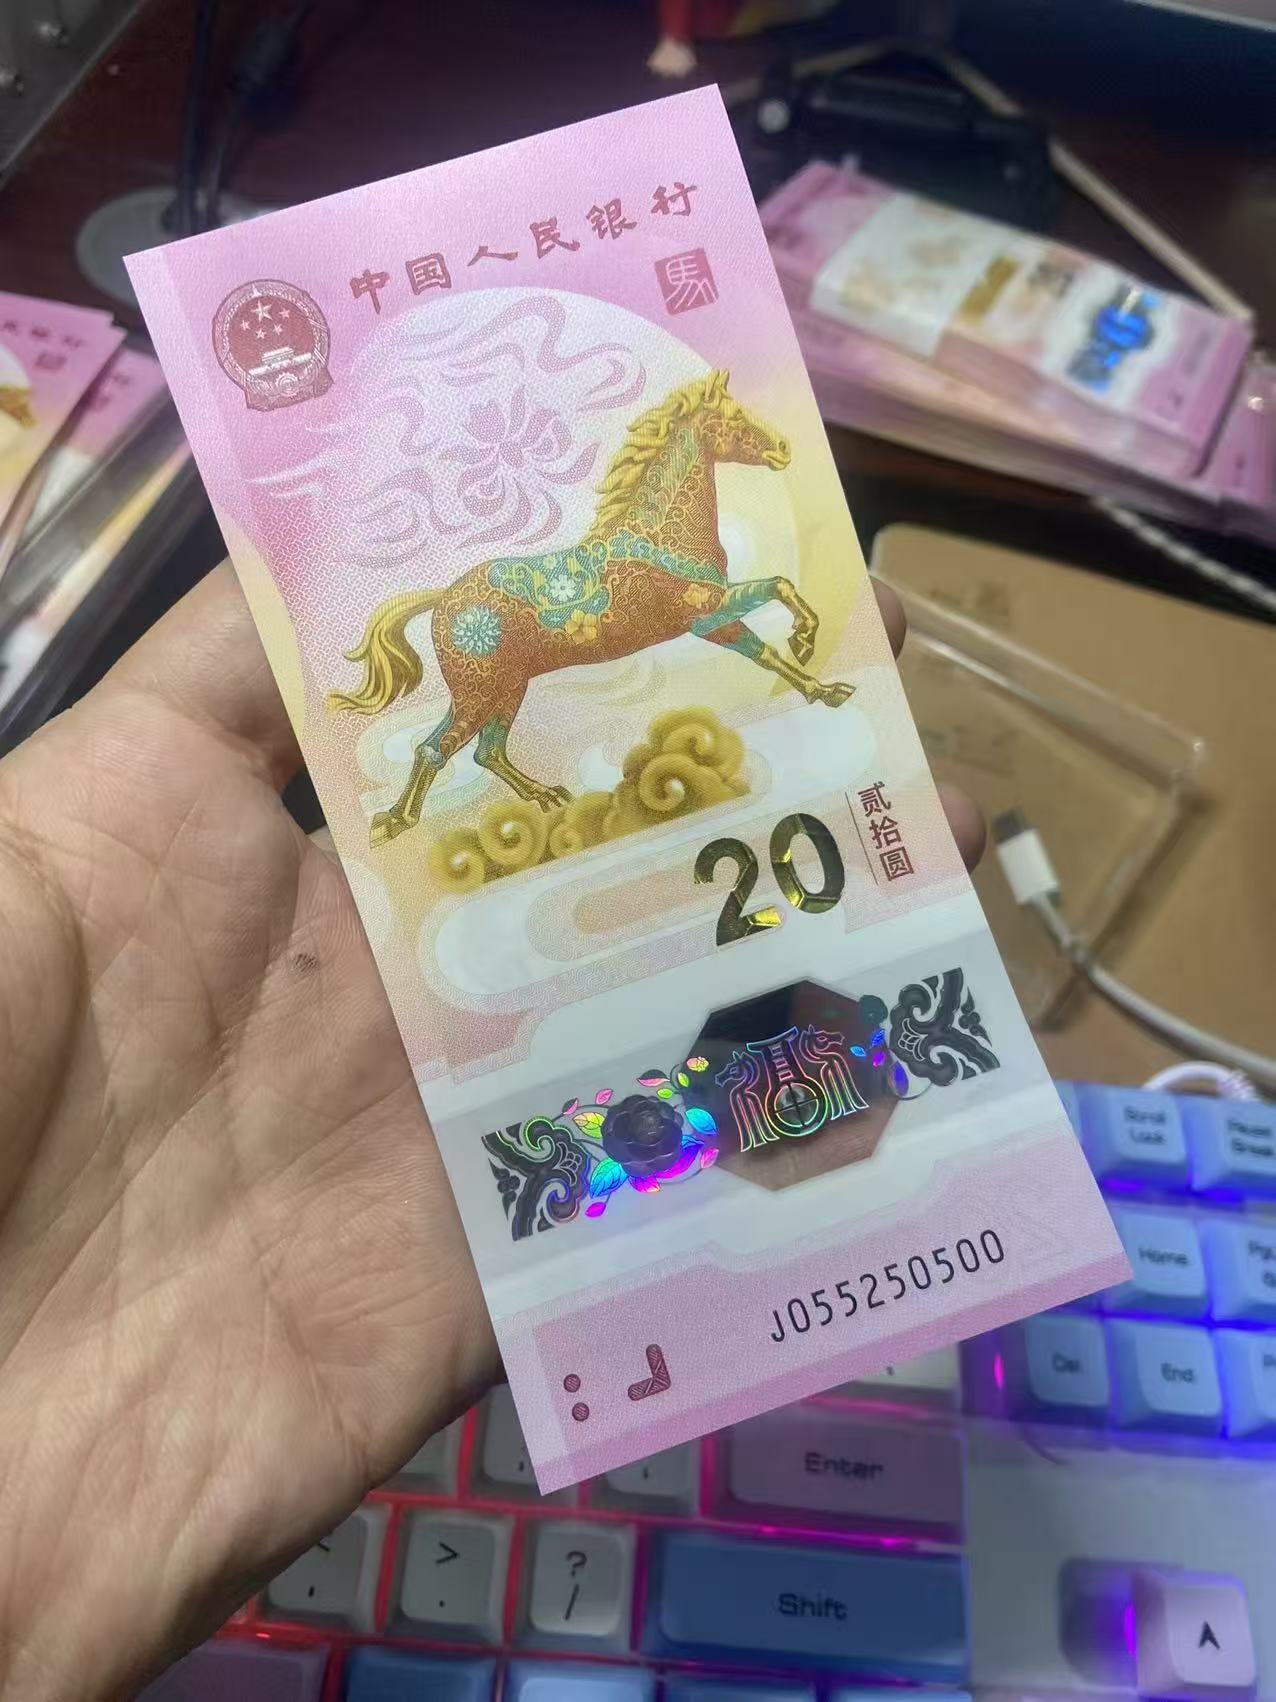 中国人民银行
馬
20
贰拾圆
J055250500
Scroll
Lock
Pause
Break
Home
Del
End
Enter
>
.
?
/
Shift